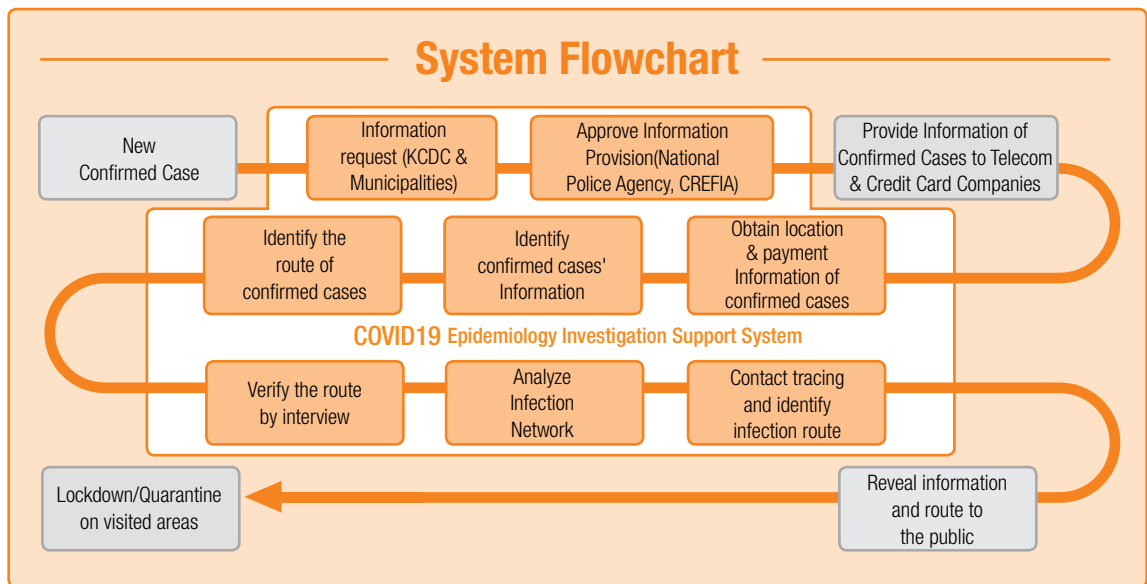 System Flowchart
New
Confirmed Case
Information
request (KCDC &
Municipalities)
Approve Information
Provision(National
Police Agency, CREFIA)
Provide Information of
Confirmed Cases to Telecom
& Credit Card Companies
Obtain location
& payment
Information of
confirmed cases
Identify
confirmed cases'
Information
Identify the
route of
confirmed cases
COVID19 Epidemiology Investigation Support System
Verify the route
by interview
Analyze
Infection
Network
Contact tracing
and identify
infection route
Reveal information
and route to
the public
Lockdown/Quarantine
on visited areas